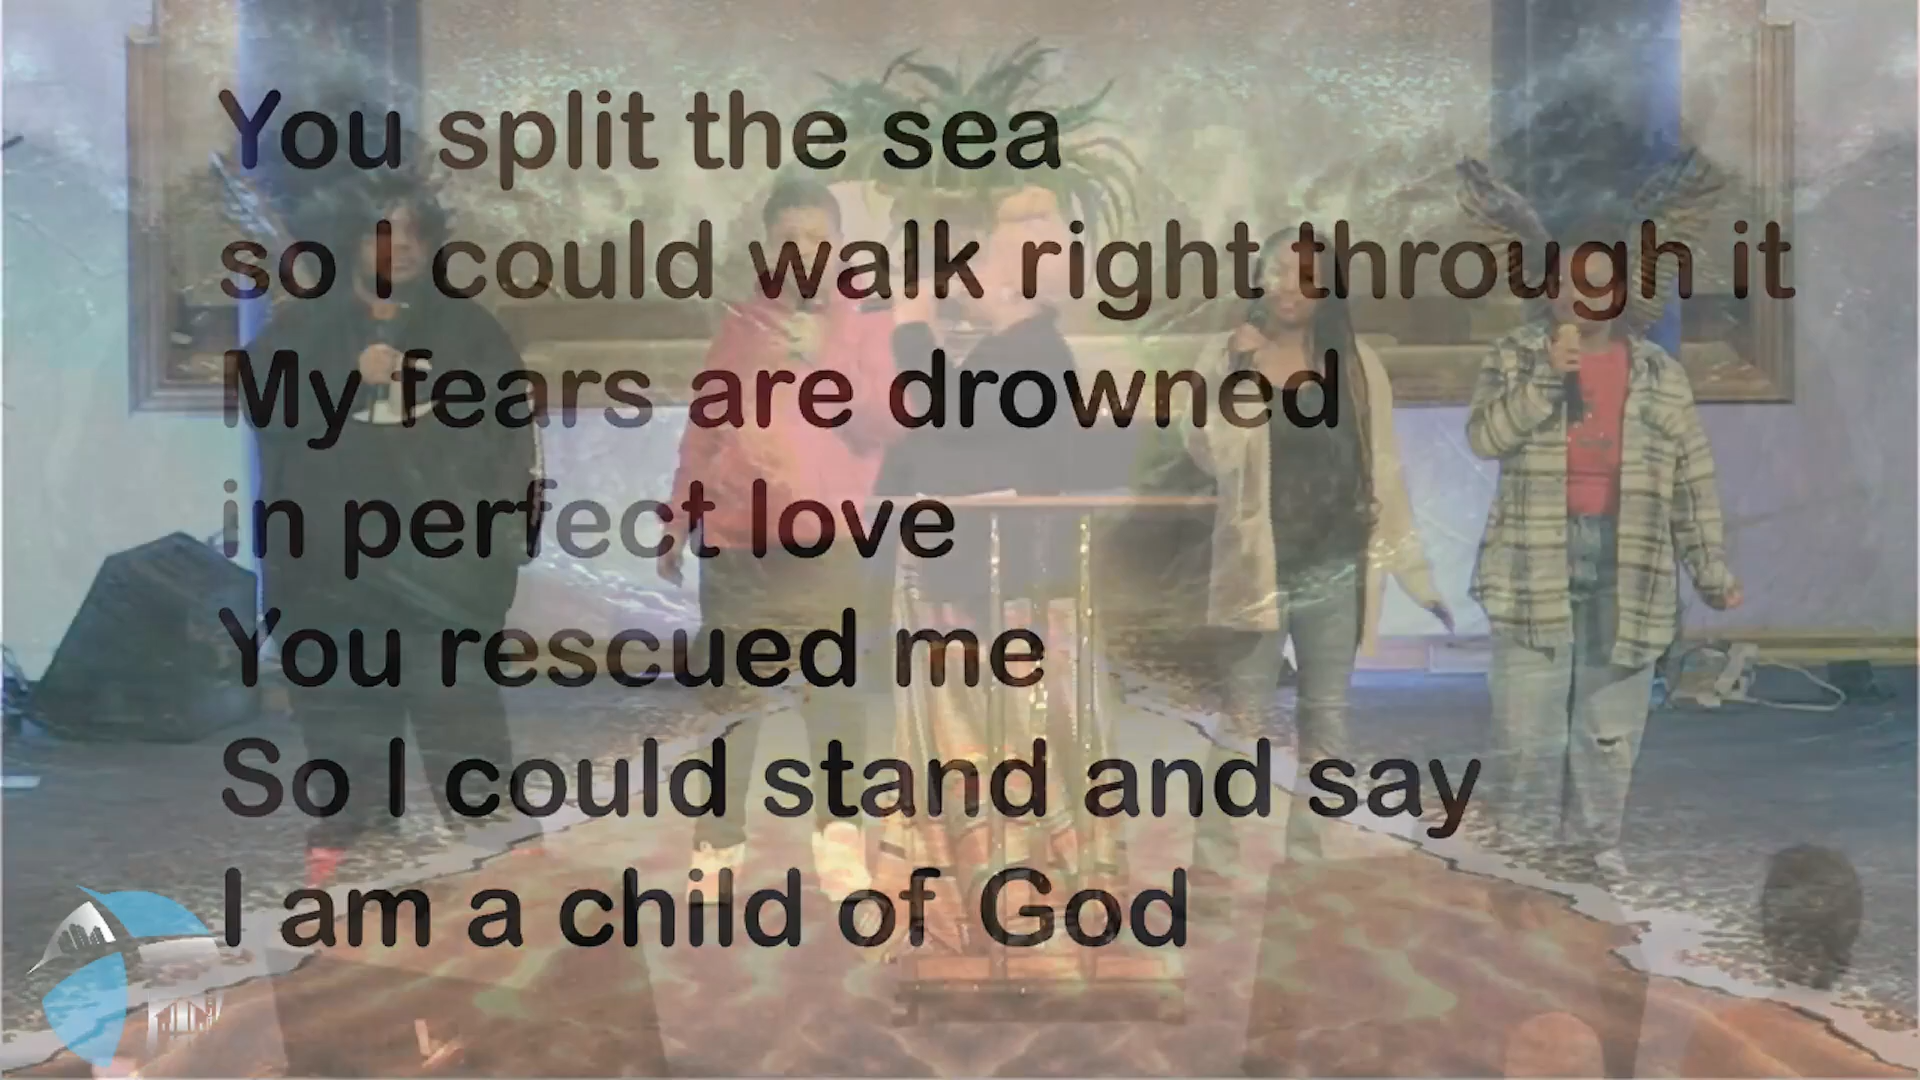 You split the sea
so I could walk right through it
My fears are drowned
in perfect love
You rescued me
So I could stand and say
I am a child of God